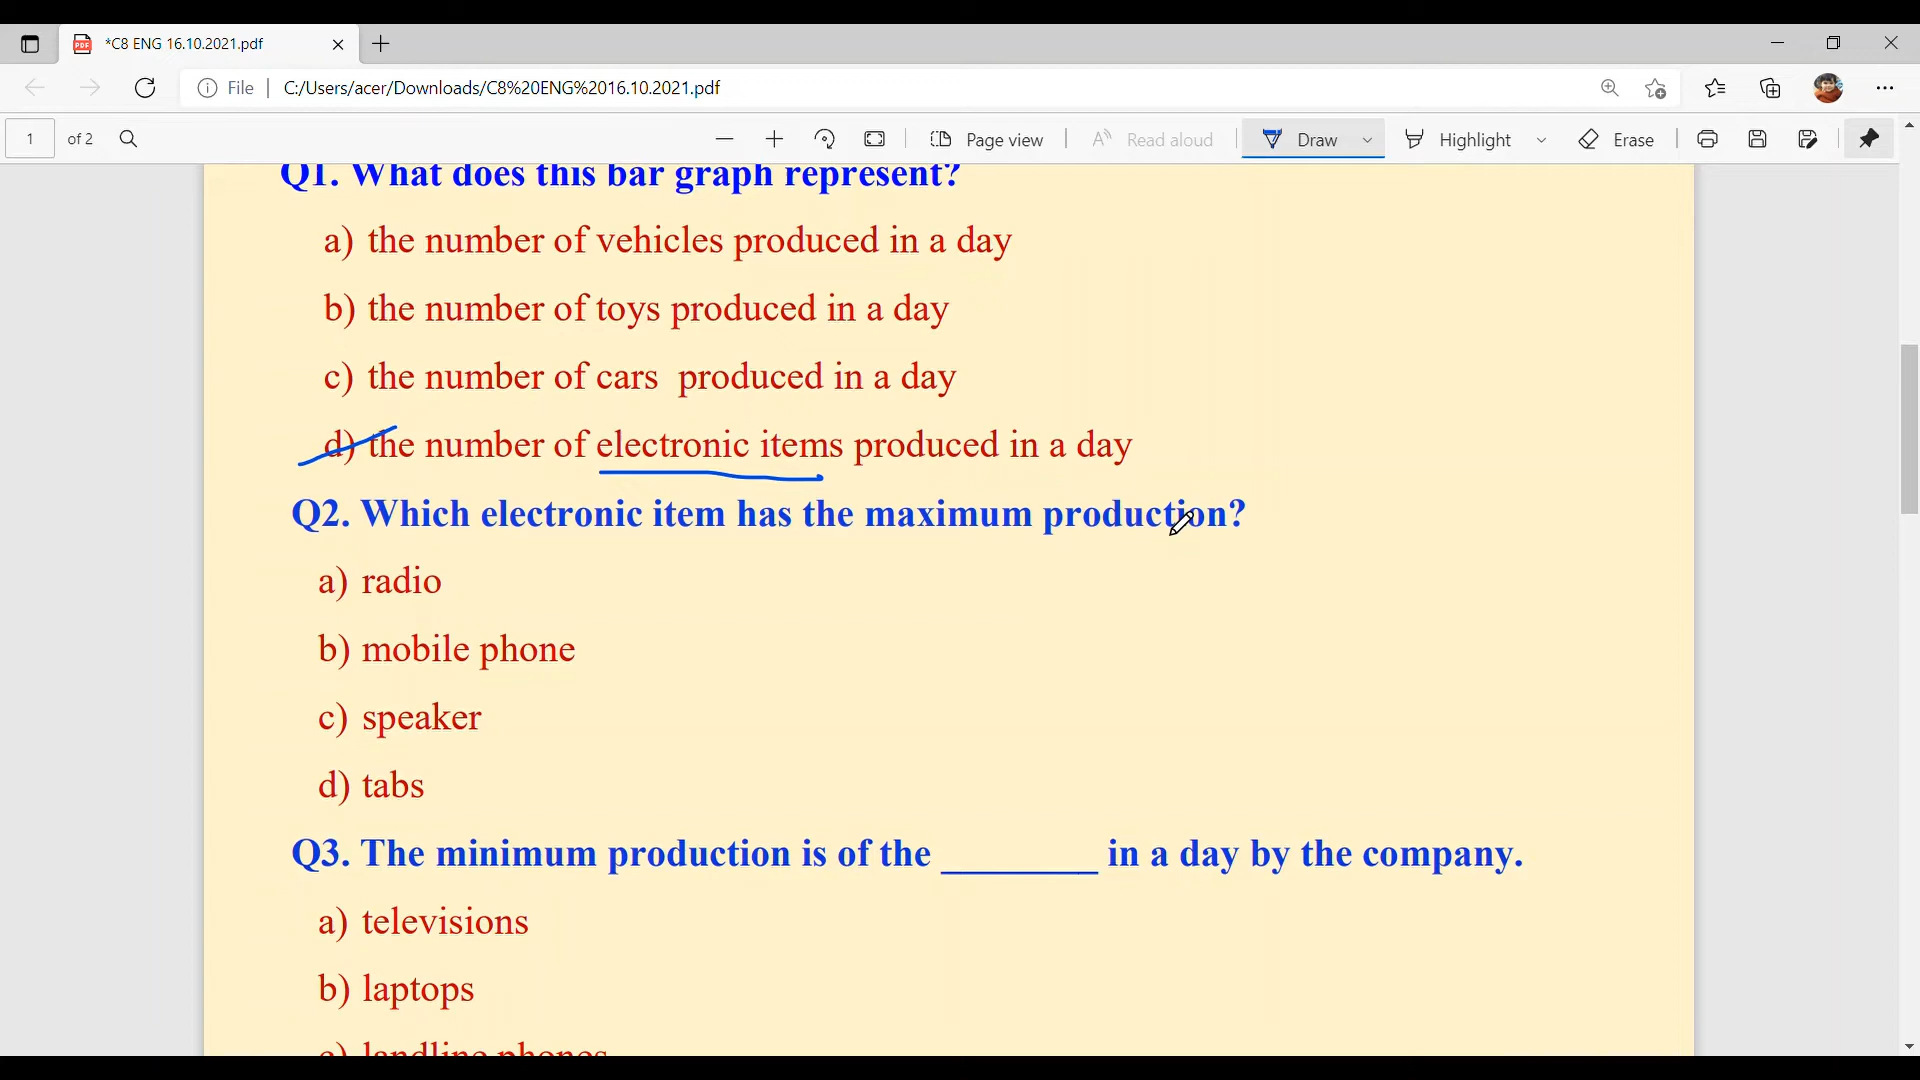 *C8 ENG 16.10.2021.pdf
File | C:/Users/acer/Downloads/C8%20ENG%2016.10.2021.pdf
1 of 2 Page view Read aloud Draw Highlight Erase
Q1. What does this bar graph represent?
a) the number of vehicles produced in a day
b) the number of toys produced in a day
c) the number of cars produced in a day
d) the number of electronic items produced in a day
Q2. Which electronic item has the maximum production?
a) radio
b) mobile phone
c) speaker
d) tabs
Q3. The minimum production is of the ________ in a day by the company.
a) televisions
b) laptops
c) landline phones